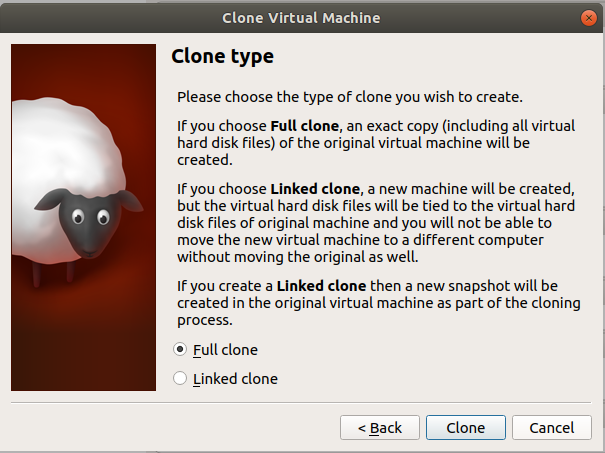 Clone Virtual Machine
Clone type
Please choose the type of clone you wish to create.
If you choose Full clone, an exact copy (including all virtual
hard disk files) of the original virtual machine will be
created.
If you choose Linked clone, a new machine will be created,
but the virtual hard disk files will be tied to the virtual hard
disk files of original machine and you will not be able to
move the new virtual machine to a different computer
without moving the original as well.
If you create a Linked clone then a new snapshot will be
created in the original virtual machine as part of the cloning
process.
Full clone
Linked clone
< Back Clone Cancel